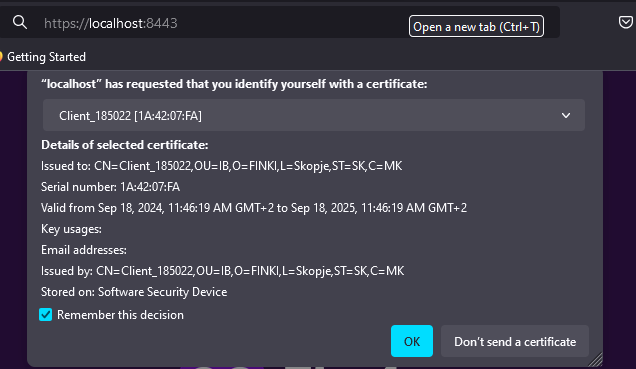 https://localhost:8443
Open a new tab (Ctrl+T)
Getting Started
“localhost” has requested that you identify yourself with a certificate:
Client_185022 [1A:42:07:FA]
Details of selected certificate:
Issued to: CN=Client_185022,OU=IB,O=FINKI,L=Skopje,ST=SK,C=MK
Serial number: 1A:42:07:FA
Valid from Sep 18, 2024, 11:46:19 AM GMT+2 to Sep 18, 2025, 11:46:19 AM GMT+2
Key usages:
Email addresses:
Issued by: CN=Client_185022,OU=IB,O=FINKI,L=Skopje,ST=SK,C=MK
Stored on: Software Security Device
Remember this decision
OK
Don’t send a certificate